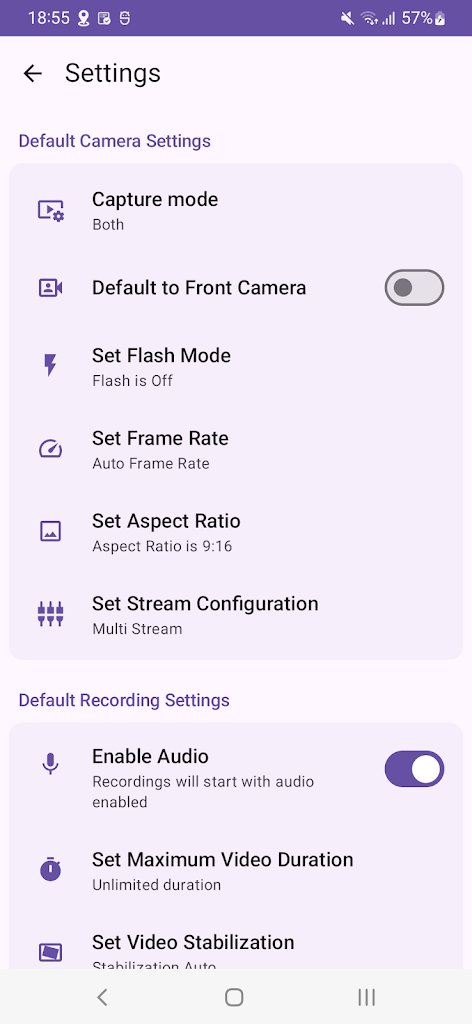 18:55
57%
Settings
Default Camera Settings
Capture mode
Both
Default to Front Camera
Set Flash Mode
Flash is Off
Set Frame Rate
Auto Frame Rate
Set Aspect Ratio
Aspect Ratio is 9:16
Set Stream Configuration
Multi Stream
Default Recording Settings
Enable Audio
Recordings will start with audio
enabled
Set Maximum Video Duration
Unlimited duration
Set Video Stabilization
Stabilization Auto